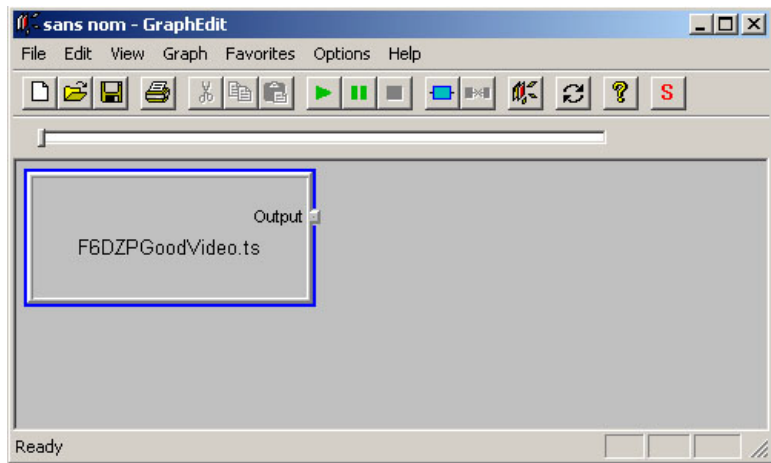 sans nom - GraphEdit
File Edit View Graph Favorites Options Help
? S
Output
F6DZPGoodVideo.ts
Ready